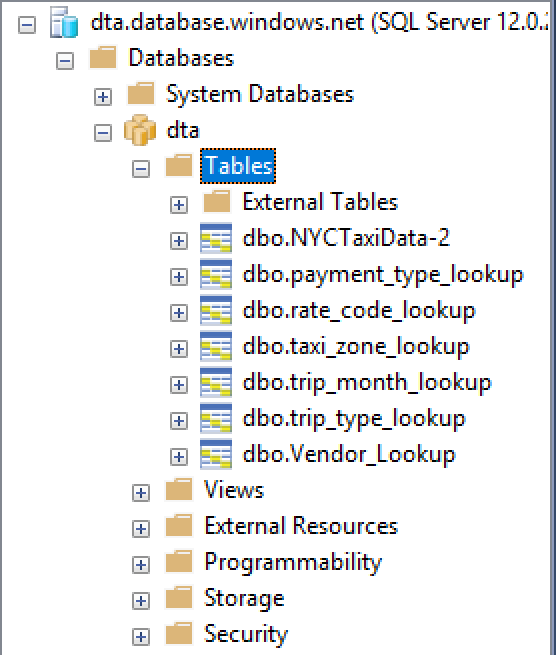 dta.database.windows.net (SQL Server 12.0.
Databases
System Databases
dta
Tables
External Tables
dbo.NYCTaxiData-2
dbo.payment_type_lookup
dbo.rate_code_lookup
dbo.taxi_zone_lookup
dbo.trip_month_lookup
dbo.trip_type_lookup
dbo.Vendor_Lookup
Views
External Resources
Programmability
Storage
Security